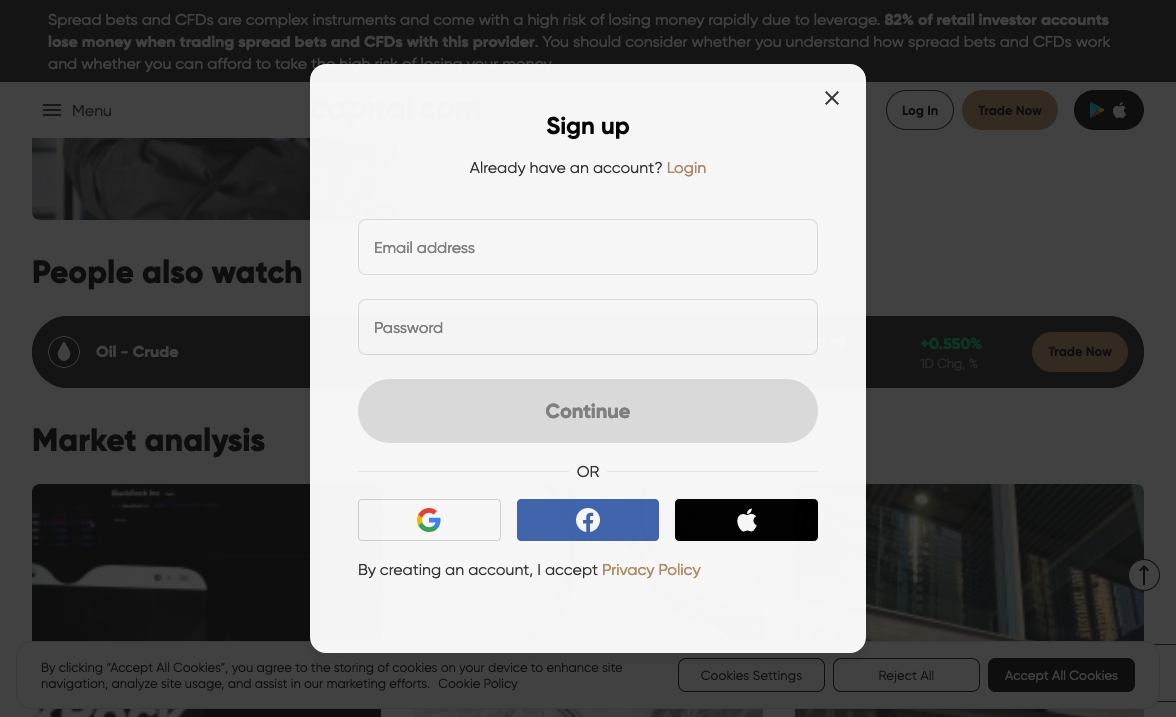 Spread bets and CFDs are complex instruments and come with a high risk of losing money rapidly due to leverage. 82% of retail investor accounts
lose money when trading spread bets and CFDs with this provider. You should consider whether you understand how spread bets and CFDs work
and whether you can afford to take the high risk of losing your money.
Menu
capital com
Log In
Trade Now
Sign up
Already have an account? Login
Email address
People also watch
Password
Oil - Crude
+0.550%
1D Chg, %
Trade Now
Continue
Market analysis
OR
By creating an account, I accept Privacy Policy
By clicking “Accept All Cookies”, you agree to the storing of cookies on your device to enhance site
navigation, analyze site usage, and assist in our marketing efforts. Cookie Policy
Cookies Settings
Reject All
Accept All Cookies